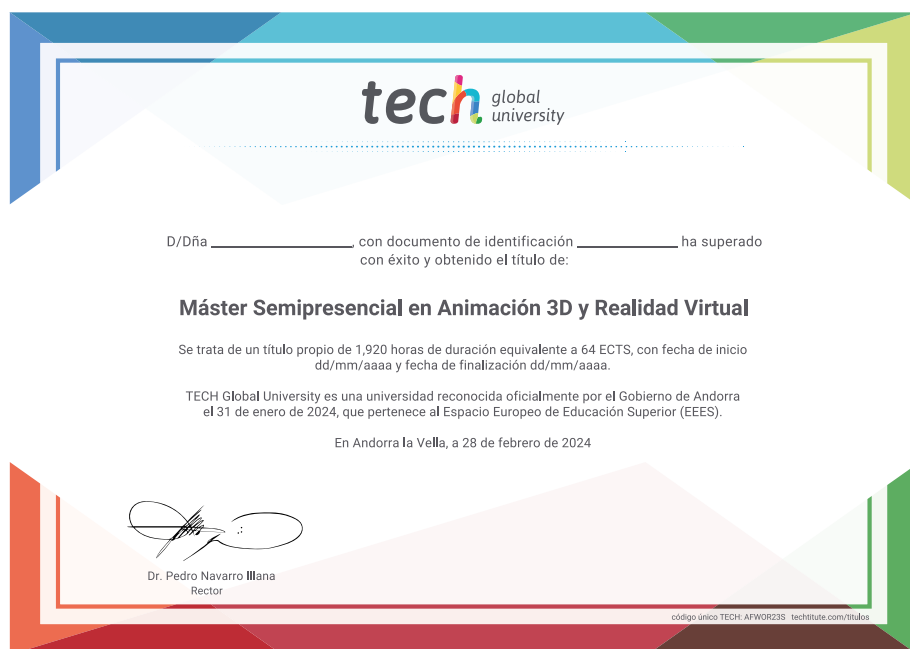 tech global university
D/Dña ________________, con documento de identificación ____________ ha superado
con éxito y obtenido el título de:
Máster Semipresencial en Animación 3D y Realidad Virtual
Se trata de un título propio de 1,920 horas de duración equivalente a 64 ECTS, con fecha de inicio
dd/mm/aaaa y fecha de finalización dd/mm/aaaa.
TECH Global University es una universidad reconocida oficialmente por el Gobierno de Andorra
el 31 de enero de 2024, que pertenece al Espacio Europeo de Educación Superior (EEES).
En Andorra la Vella, a 28 de febrero de 2024
Dr. Pedro Navarro Illana
Rector
código único TECH: AFWOR23S techtitute.com/titulos